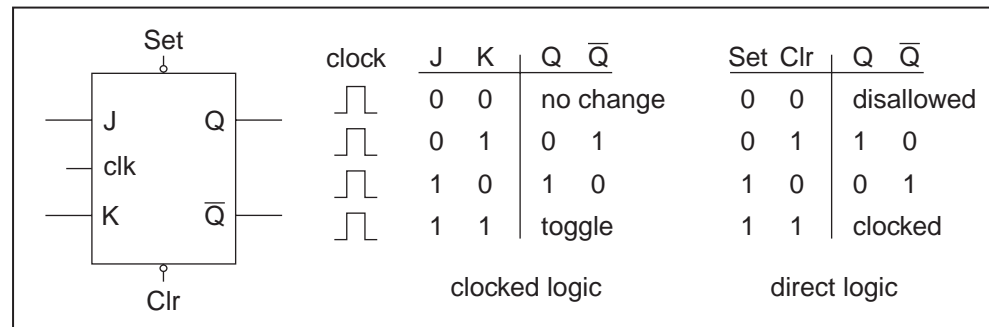 Set
J Q
clk
K Q̅
Clr
clock J K Q Q̅
0 0 no change
0 1 0 1
1 0 1 0
1 1 toggle
clocked logic
Set Clr Q Q̅
0 0 disallowed
0 1 1 0
1 0 0 1
1 1 clocked
direct logic